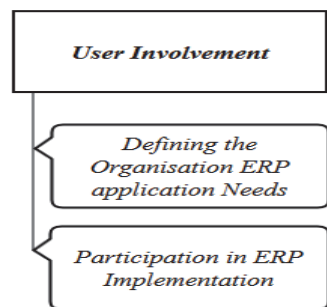 User Involvement
Defining the
Organisation ERP
application Needs
Participation in ERP
Implementation